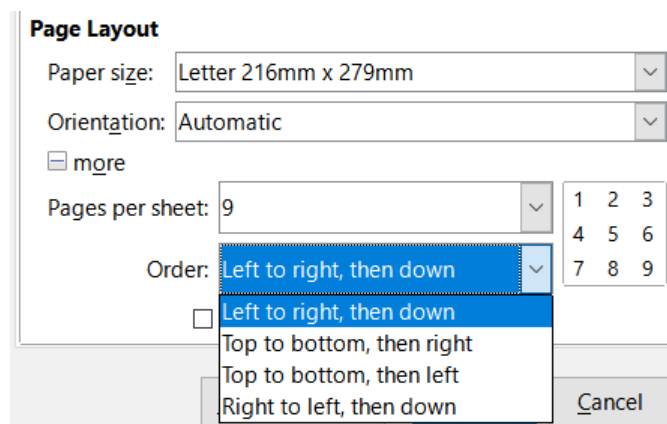 Page Layout
Paper size: Letter 216mm x 279mm
Orientation: Automatic
more
Pages per sheet: 9
1 2 3
4 5 6
7 8 9
Order: Left to right, then down
Left to right, then down
Top to bottom, then right
Top to bottom, then left
Right to left, then down
Cancel